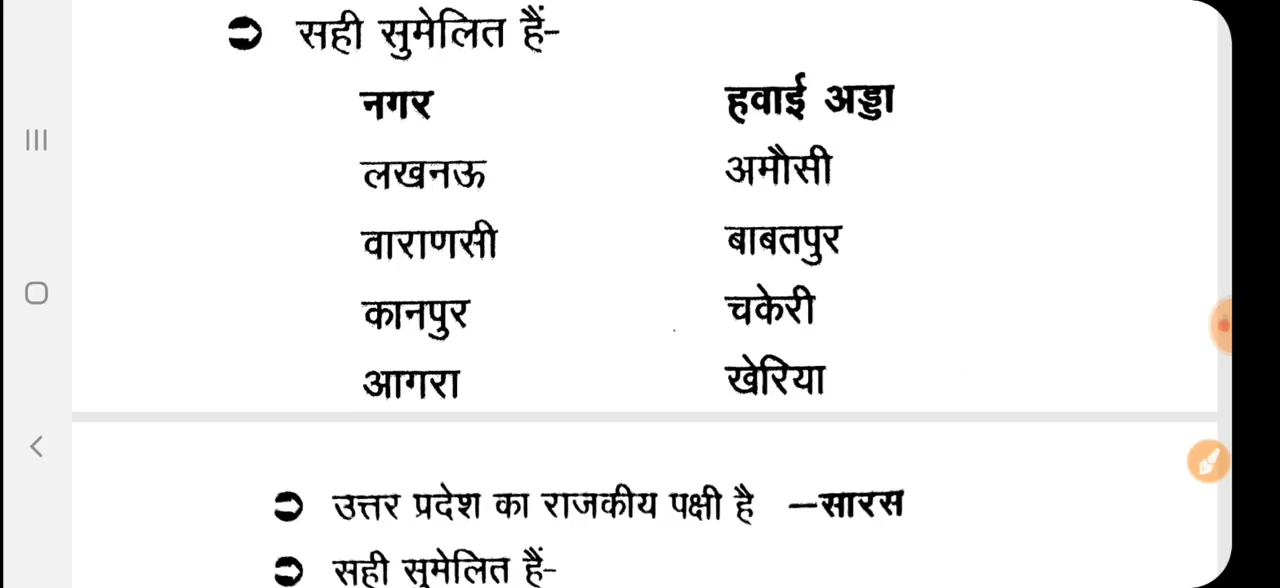 ➲ सही सुमेलित हैं-
नगर हवाई अड्डा
लखनऊ अमौसी
वाराणसी बाबतपुर
कानपुर चकेरी
आगरा खेरिया
➲ उत्तर प्रदेश का राजकीय पक्षी है –सारस
➲ सही सुमेलित हैं-